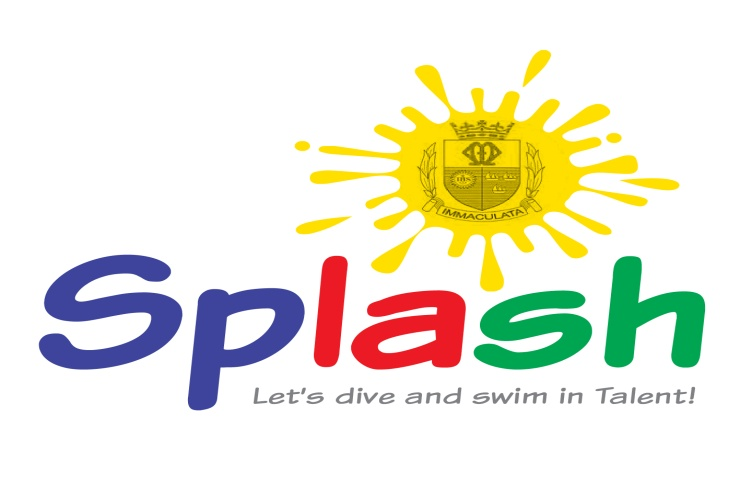 IMMACULATA
Splash
Let's dive and swim in Talent!